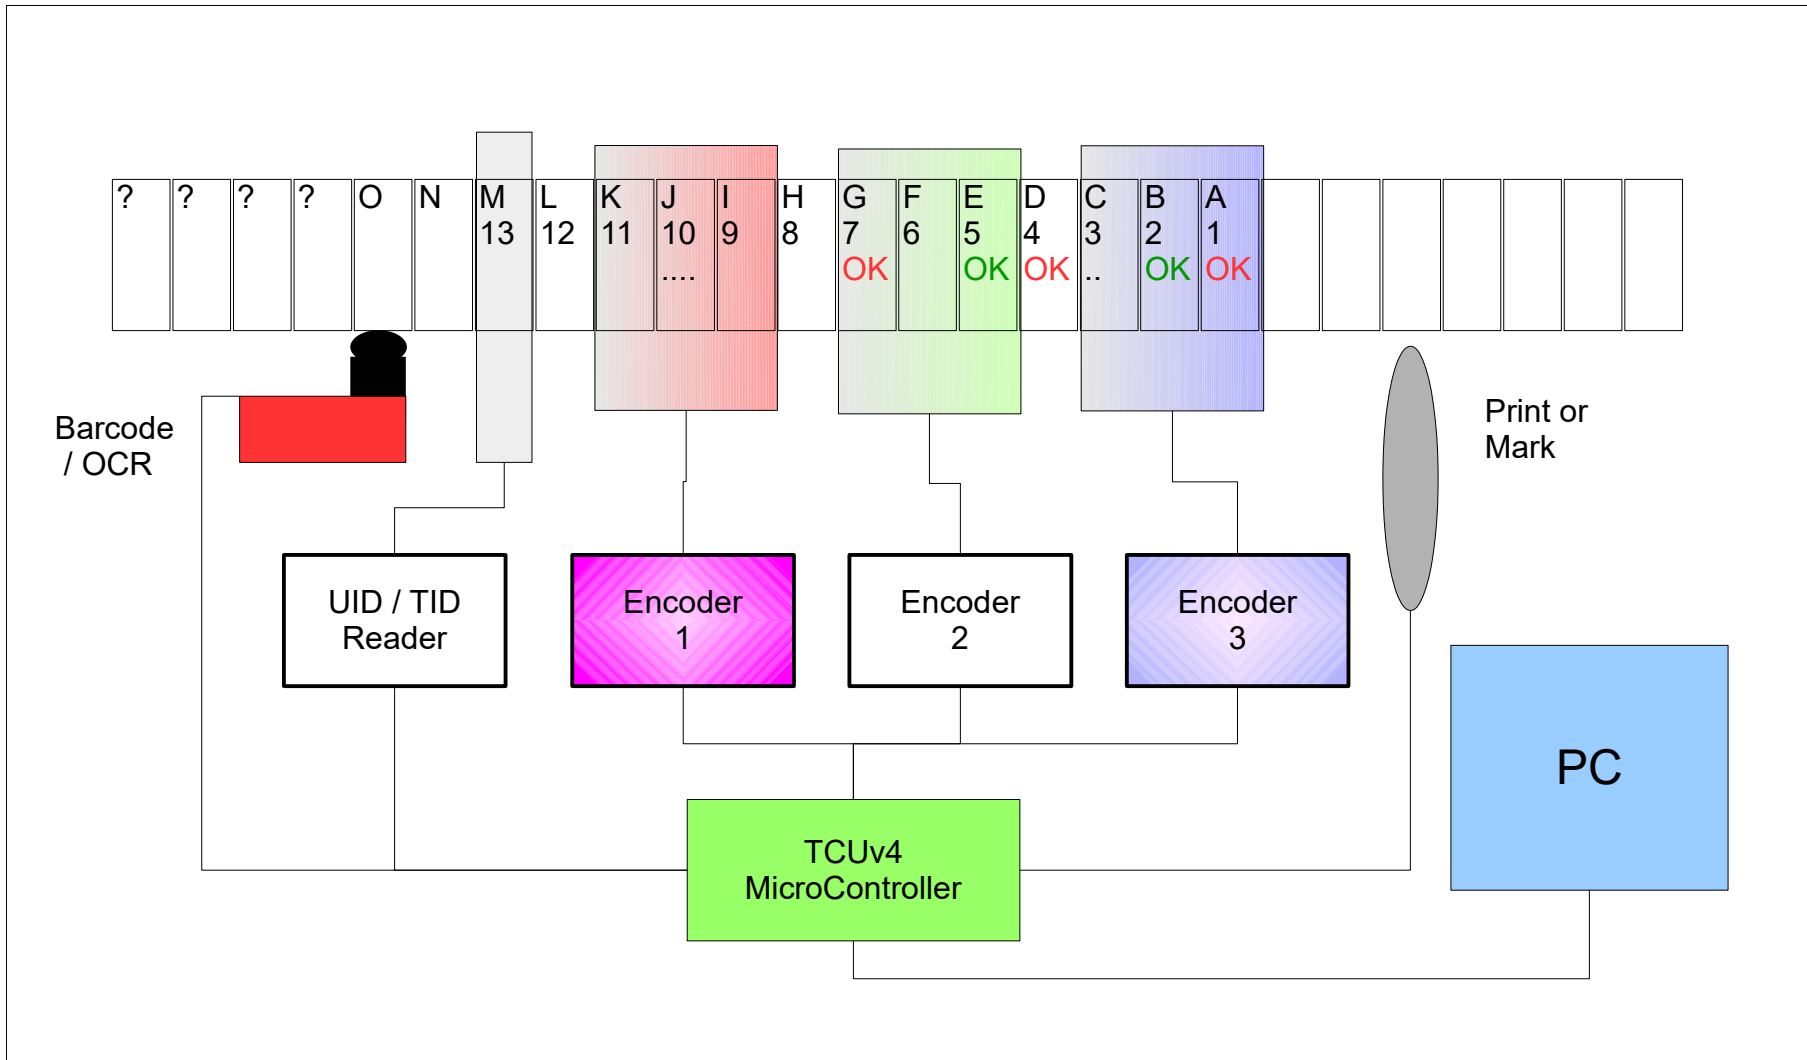 ? ? ? ? O N M L K J I H G F E D C B A
13 12 11 10 9 8 7 6 5 4 3 2 1
.... OK OK OK .. OK OK
Barcode
/ OCR
Print or
Mark
UID / TID
Reader
Encoder
1
Encoder
2
Encoder
3
PC
TCUv4
MicroController